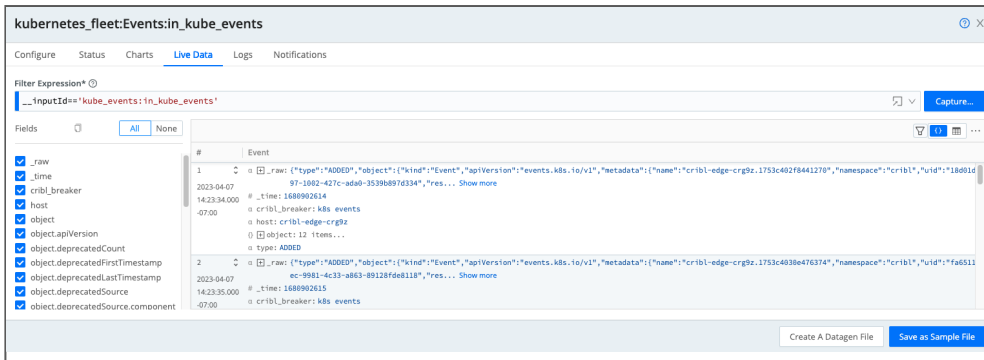 kubernetes_fleet:Events:in_kube_events
Configure Status Charts Live Data Logs Notifications
Filter Expression*
__inputId=='kube_events:in_kube_events'
Capture...
Fields All None
# Event
_raw
_time
cribl_breaker
host
object
object.apiVersion
object.deprecatedCount
object.deprecatedFirstTimestamp
object.deprecatedLastTimestamp
object.deprecatedSource
object.deprecatedSource.component
1
2023-04-07
14:23:34.000
-07:00
α _raw: {"type":"ADDED","object":{"kind":"Event","apiVersion":"events.k8s.io/v1","metadata":{"name":"cribl-edge-crg9z.1753c402f8441270","namespace":"cribl","uid":"18d01d
97-1002-427c-ada0-3539b897d334","res... Show more
# _time: 1680902614
α cribl_breaker: k8s events
α host: cribl-edge-crg9z
{} object: 12 items...
α type: ADDED
2
2023-04-07
14:23:35.000
-07:00
α _raw: {"type":"ADDED","object":{"kind":"Event","apiVersion":"events.k8s.io/v1","metadata":{"name":"cribl-edge-crg9z.1753c4030e476374","namespace":"cribl","uid":"fa6511
ec-9981-4c33-a863-89128fde8118","res... Show more
# _time: 1680902615
α cribl_breaker: k8s events
Create A Datagen File Save as Sample File